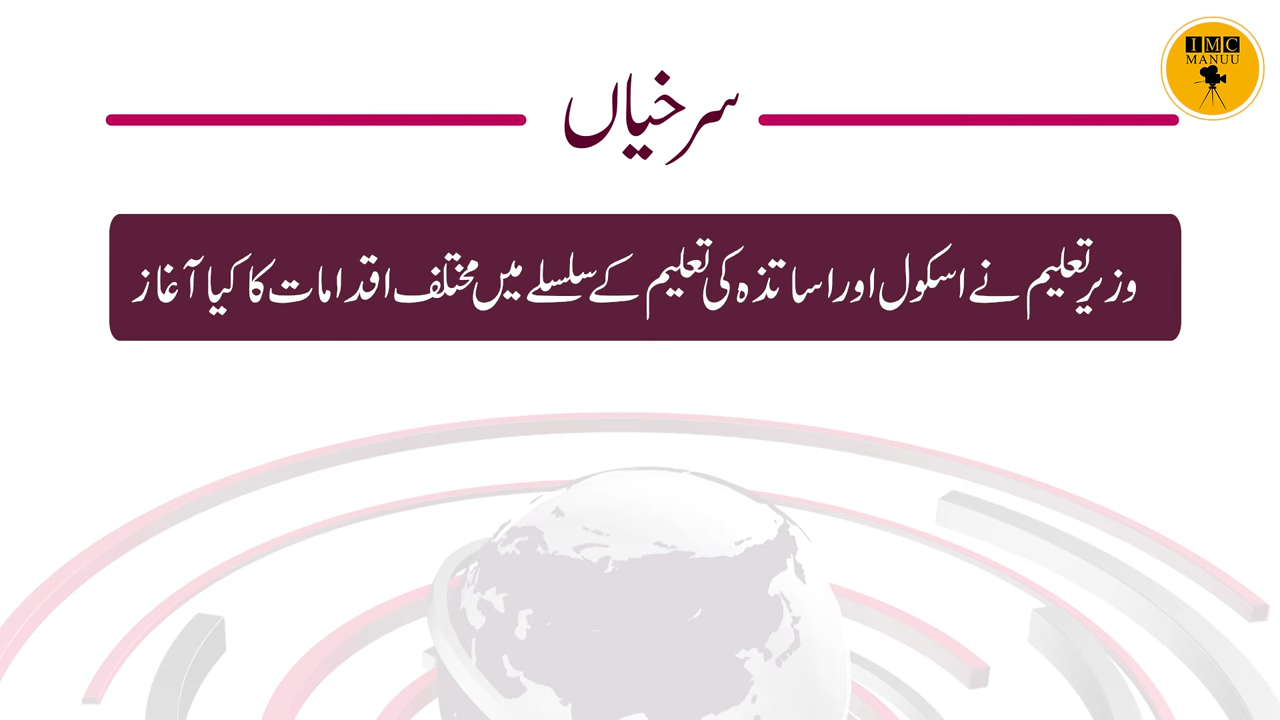 IMC
MANUU
سرخیاں
وزیرِ تعلیم نے اسکول اور اساتذہ کی تعلیم کے سلسلے میں مختلف اقدامات کا کیا آغاز